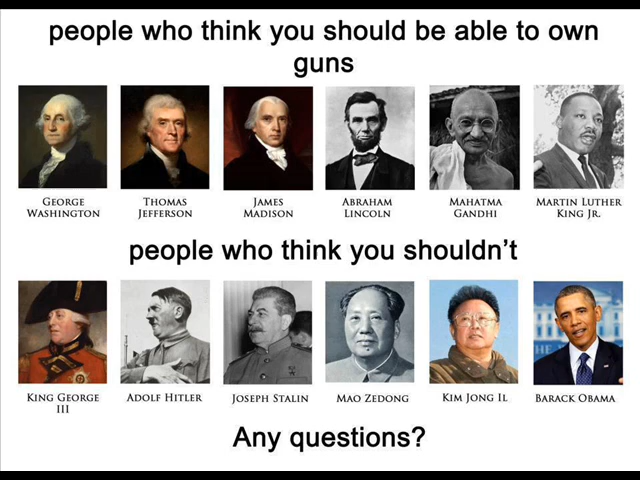 people who think you should be able to own
guns
GEORGE WASHINGTON
THOMAS JEFFERSON
JAMES MADISON
ABRAHAM LINCOLN
MAHATMA GANDHI
MARTIN LUTHER KING JR.
people who think you shouldn't
KING GEORGE III
ADOLF HITLER
JOSEPH STALIN
MAO ZEDONG
KIM JONG IL
BARACK OBAMA
Any questions?